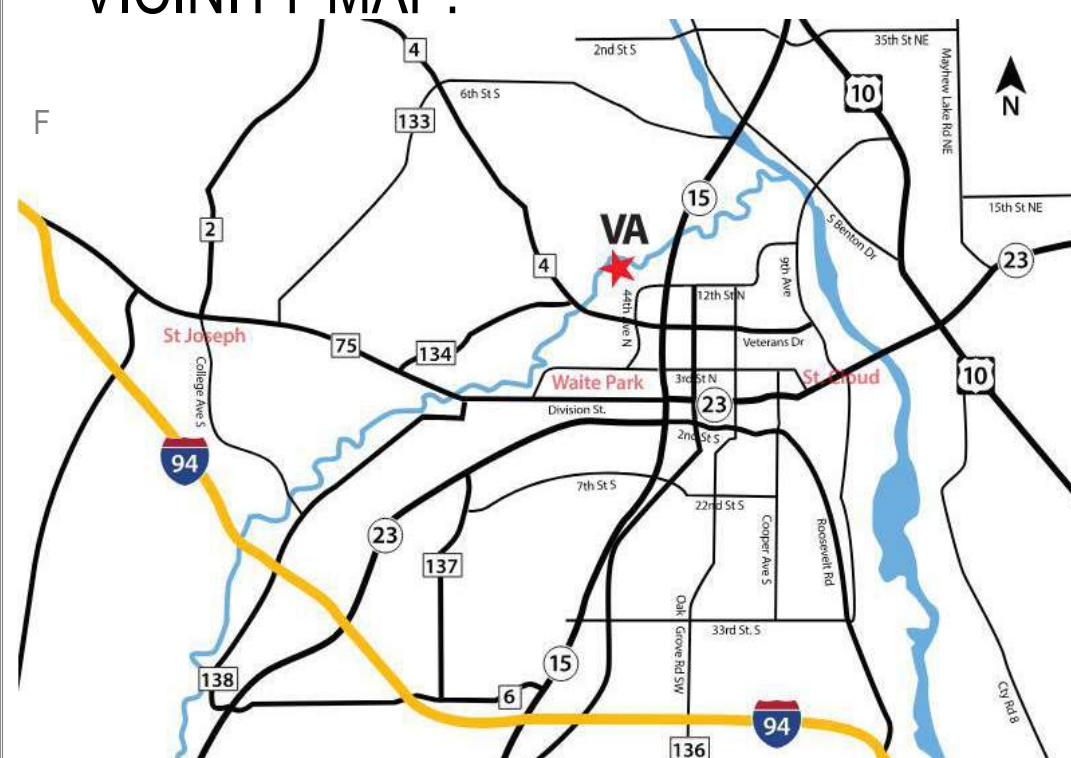 VICINITY MAP:
4
2nd St S
35th St NE
10
Mayhew Lake Rd NE
N
6th St S
F
133
15
15th St NE
2
VA
S Benton Dr
23
4
9th Ave
44th Ave N
12th St N
St Joseph
75
134
Veterans Dr
College Ave S
Waite Park
3rd St N
St. Cloud
10
23
Division St.
2nd St S
94
7th St S
22nd St S
23
Cooper Ave S
Roosevelt Rd
137
Oak Grove Rd SW
33rd St. S
15
138
6
Cty Rd 8
94
136